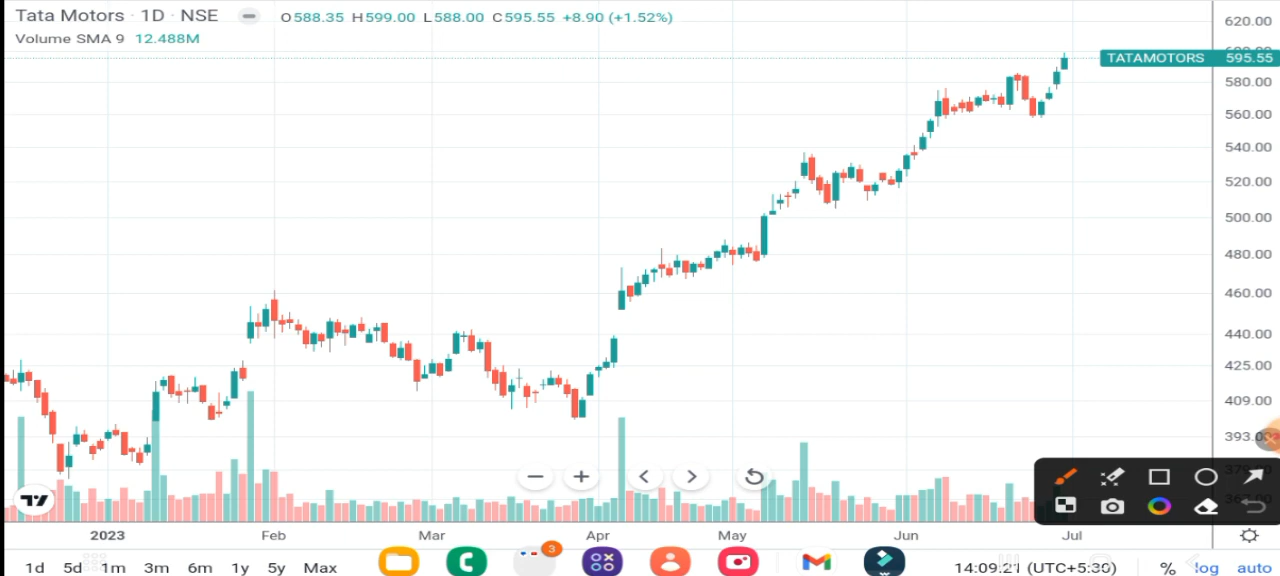 Tata Motors · 1D · NSE O588.35 H599.00 L588.00 C595.55 +8.90 (+1.52%)
Volume SMA 9 12.488M
620.00
TATAMOTORS 595.55
580.00
560.00
540.00
520.00
500.00
480.00
460.00
440.00
425.00
409.00
393.00
2023 Feb Mar Apr May Jun Jul
3
1d 5d 1m 3m 6m 1y 5y Max 14:09:21 (UTC+5:30) % log auto